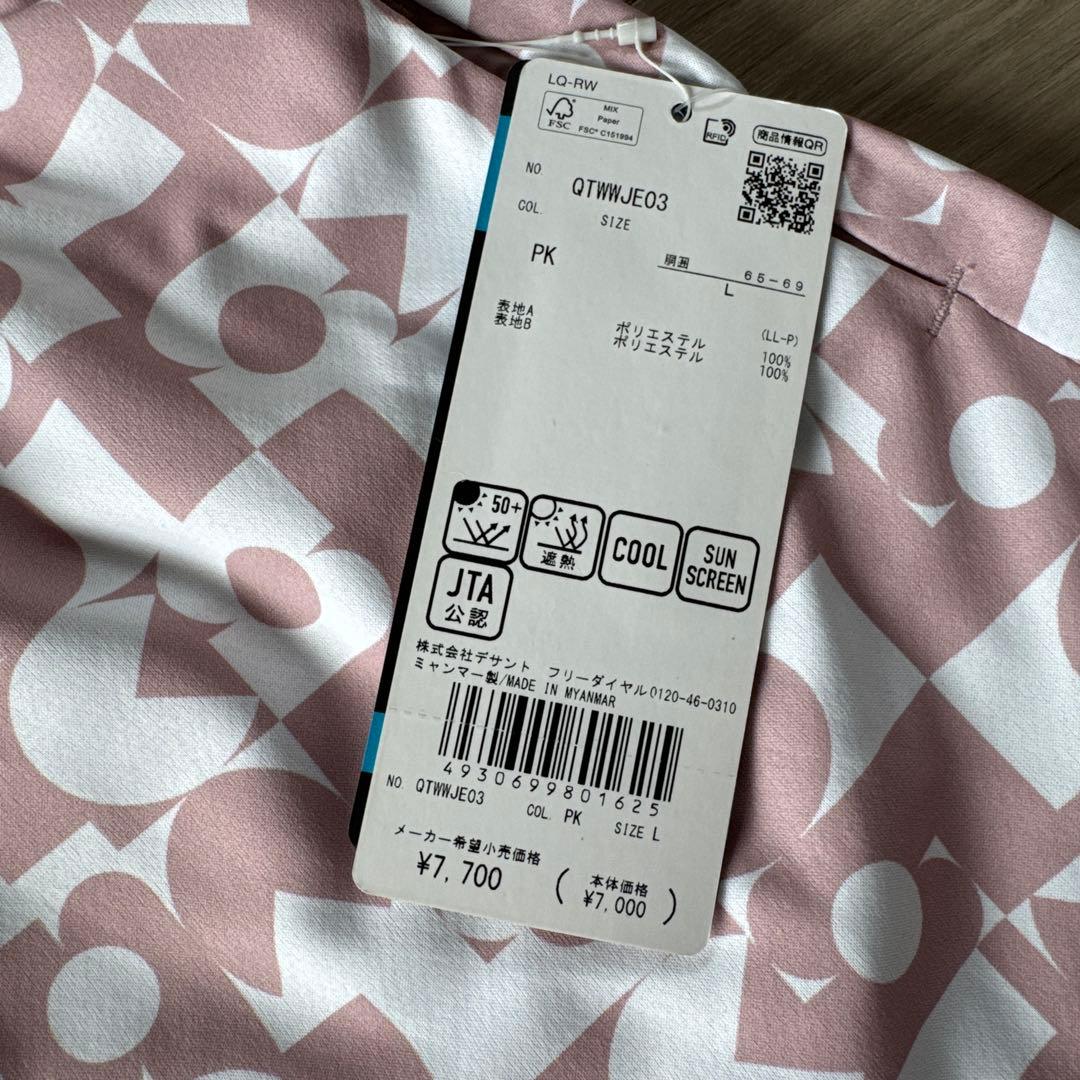 LQ-RW
FSC
MIX
Paper
FSC® C151994
RFID
商品情報QR
NO. QTWWJE03
COL.
SIZE
PK
胴囲 65-69
L
(LL-P)
表地A ポリエステル 100%
表地B ポリエステル 100%
50+
遮熱
COOL
SUN
SCREEN
JTA
公認
株式会社デサント フリーダイヤル0120-46-0310
ミャンマー製/MADE IN MYANMAR
4930699801625
NO. QTWWJE03 COL. PK SIZE L
メーカー希望小売価格
¥7,700
(本体価格
¥7,000)